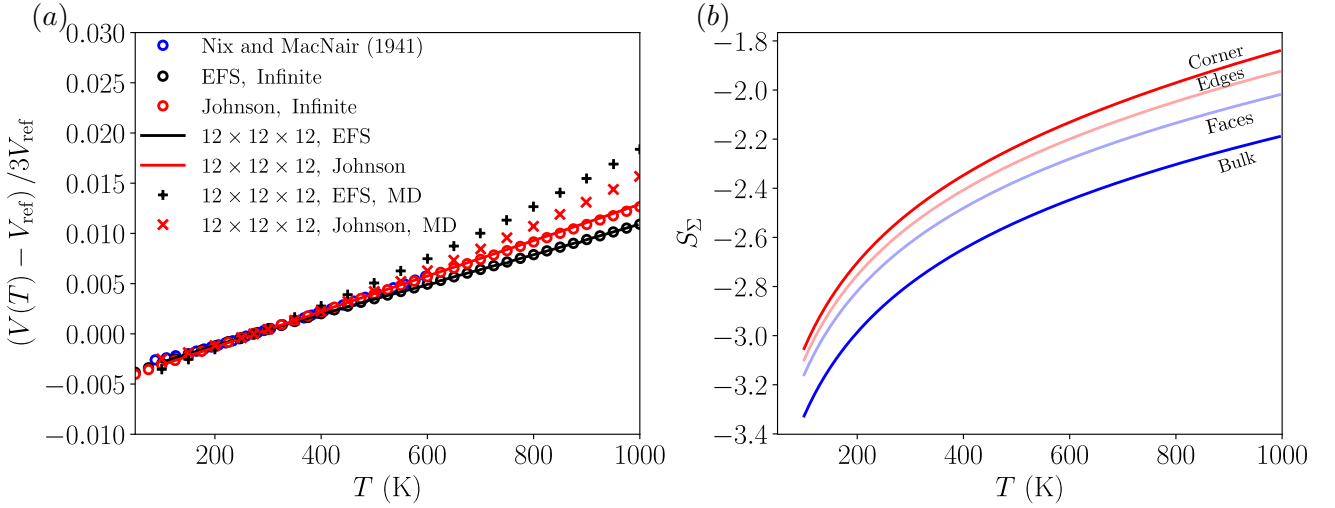 (a)
0.030
0.025
0.020
0.015
0.010
0.005
0.000
−0.005
−0.010
(V(T) − V_ref) /3V_ref
Nix and MacNair (1941)
EFS, Infinite
Johnson, Infinite
12 × 12 × 12, EFS
12 × 12 × 12, Johnson
12 × 12 × 12, EFS, MD
12 × 12 × 12, Johnson, MD
200 400 600 800 1000
T (K)
(b)
−1.8
−2.0
−2.2
−2.4
−2.6
−2.8
−3.0
−3.2
−3.4
S_Σ
Corner
Edges
Faces
Bulk
200 400 600 800 1000
T (K)